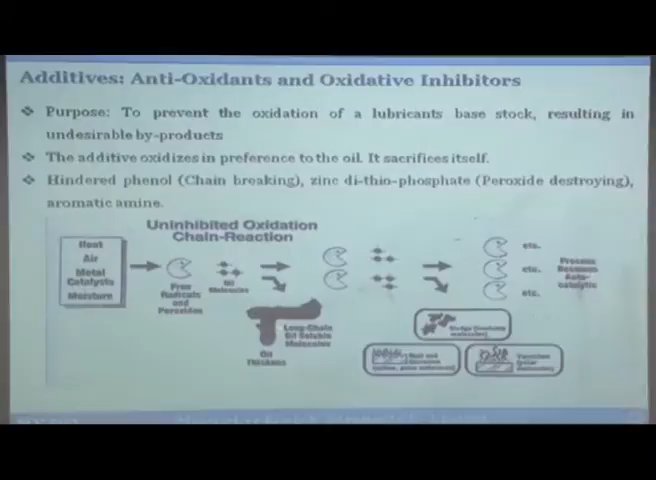 Additives: Anti-Oxidants and Oxidative Inhibitors
❖ Purpose: To prevent the oxidation of a lubricants base stock, resulting in
undesirable by-products
❖ The additive oxidizes in preference to the oil. It sacrifices itself.
❖ Hindered phenol (Chain breaking), zinc di-thio-phosphate (Peroxide destroying),
aromatic amine.
Uninhibited Oxidation
Chain-Reaction
Heat
Air
Metal
Catalysts
Moisture
Free
Radicals
and
Peroxides
Oil
Molecules
Long-Chain
Oil Soluble
Molecules
Oil
Thickens
etc.
etc.
etc.
Process
Becomes
Auto-
catalytic